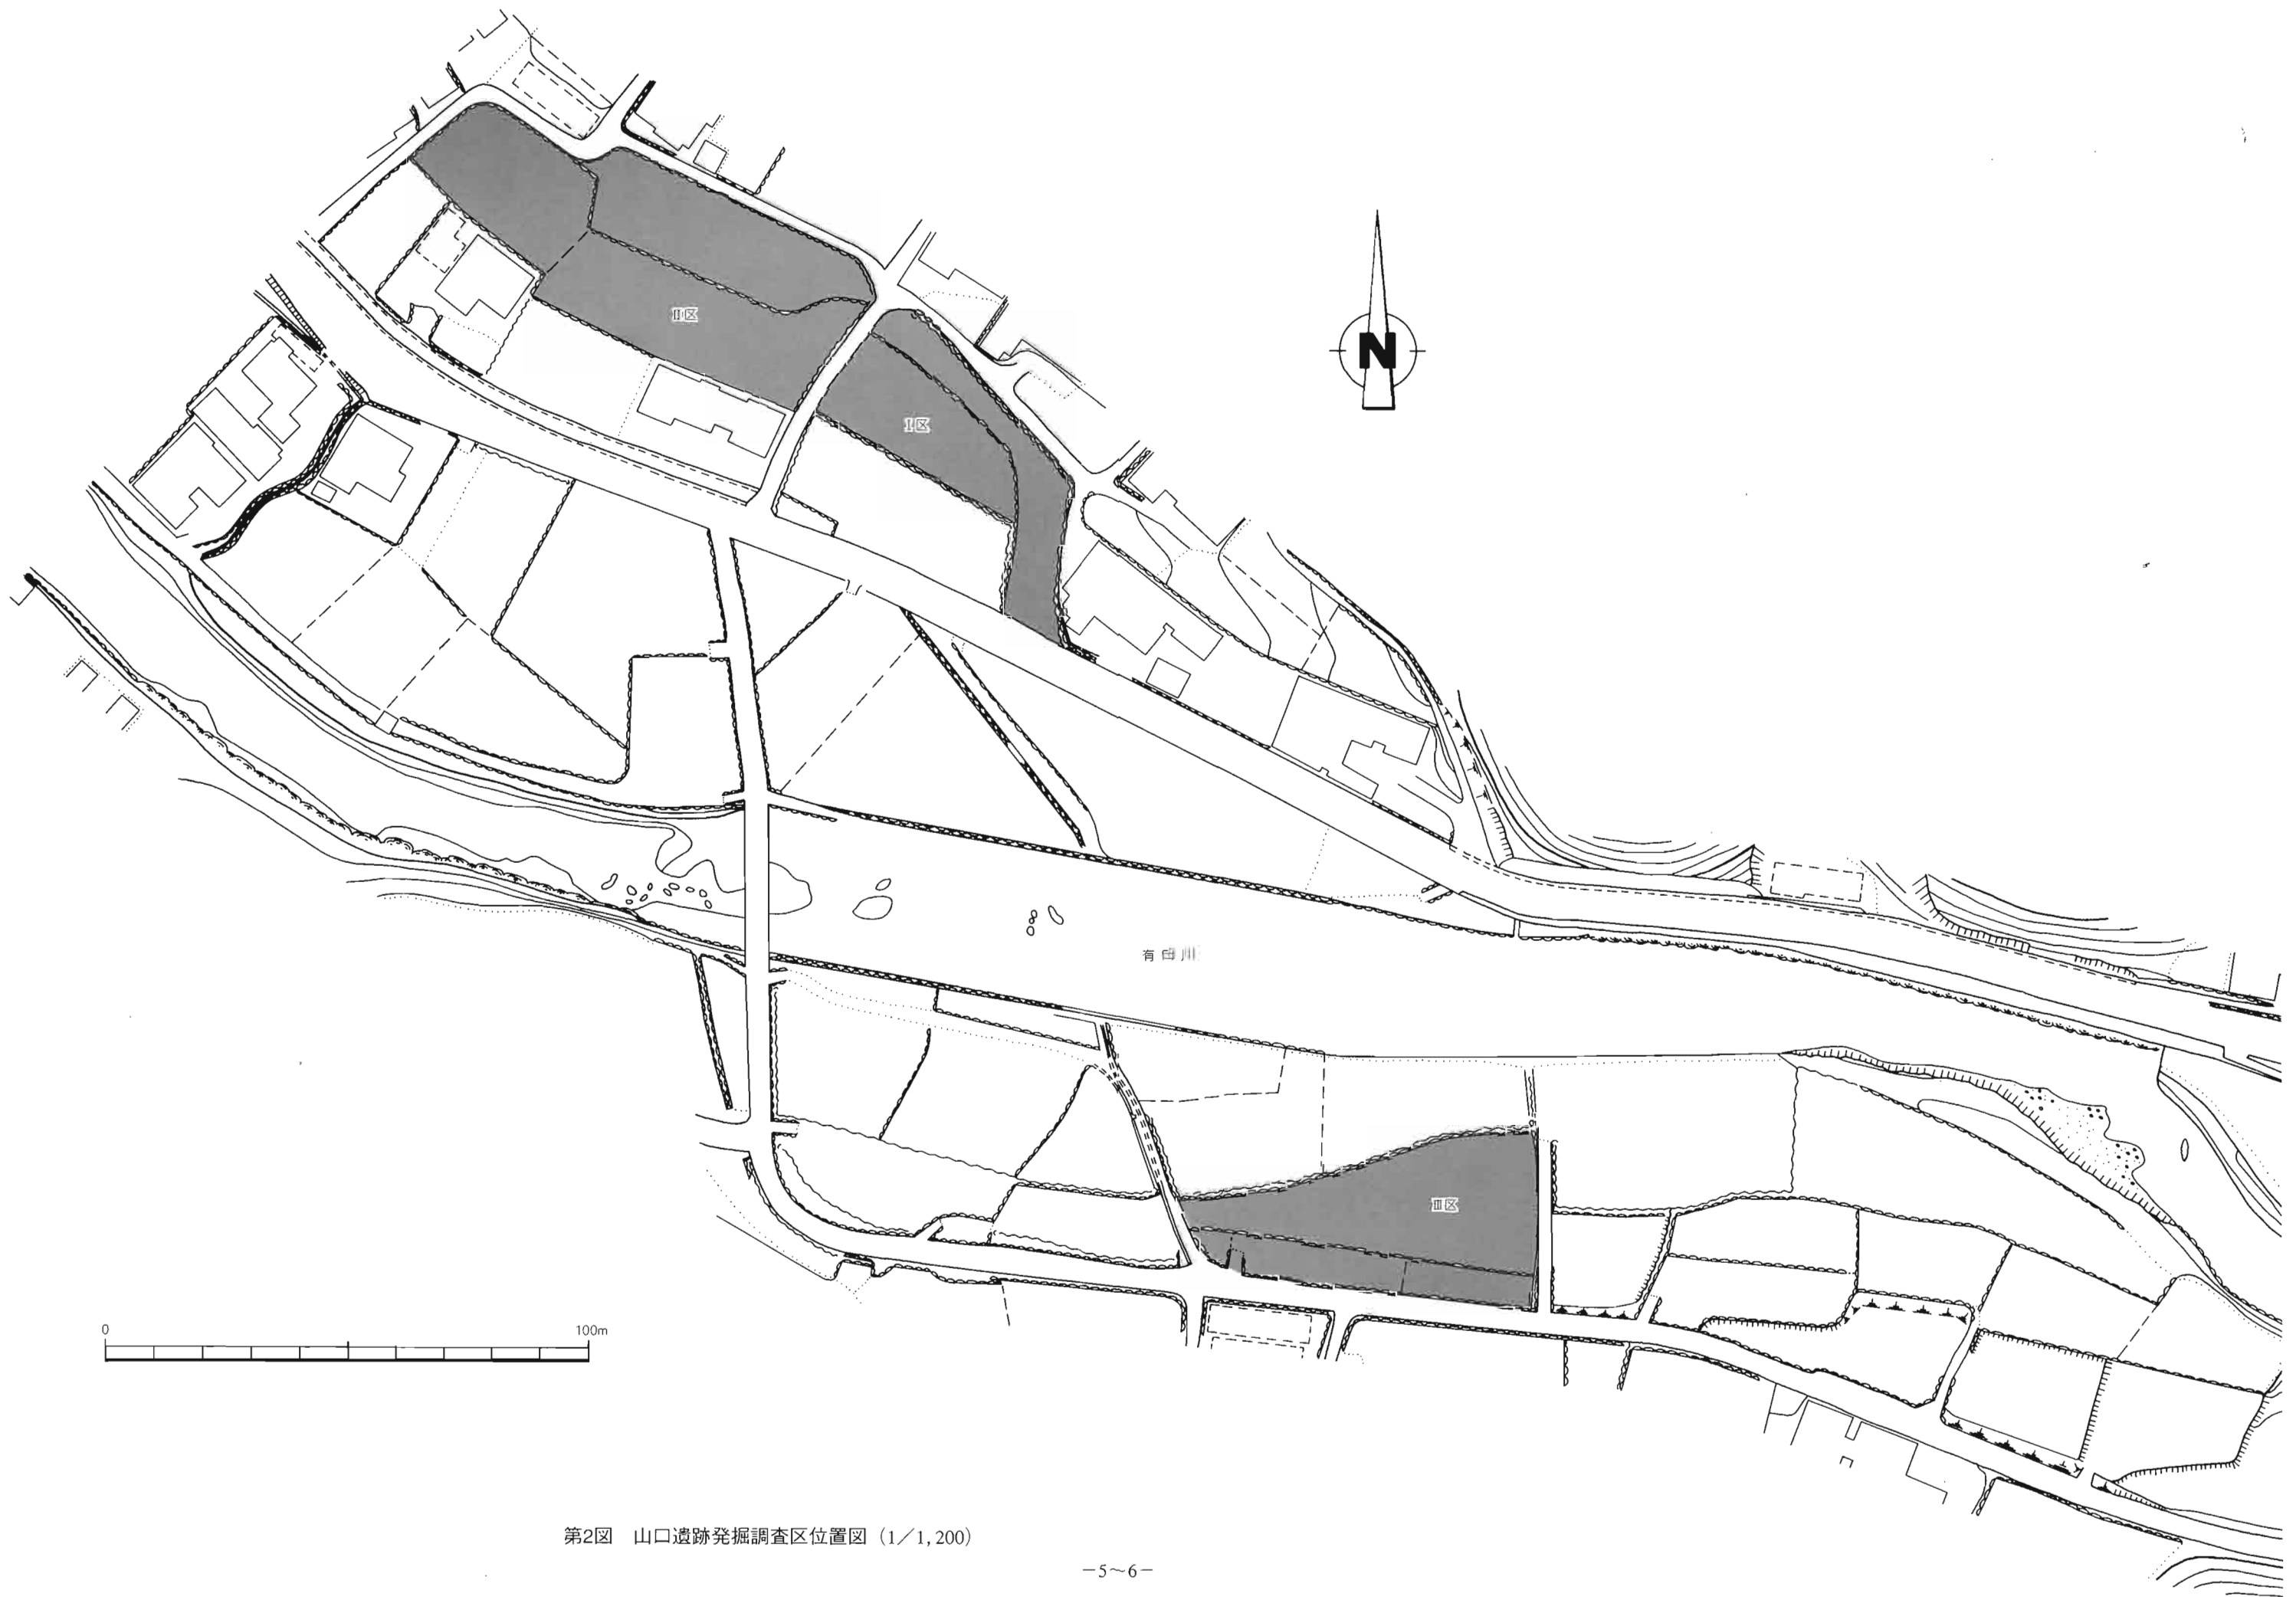 II区
N
I区
有田川
III区
0 100m
第2図 山口遺跡発掘調査区位置図（1／1,200）
－5～6－